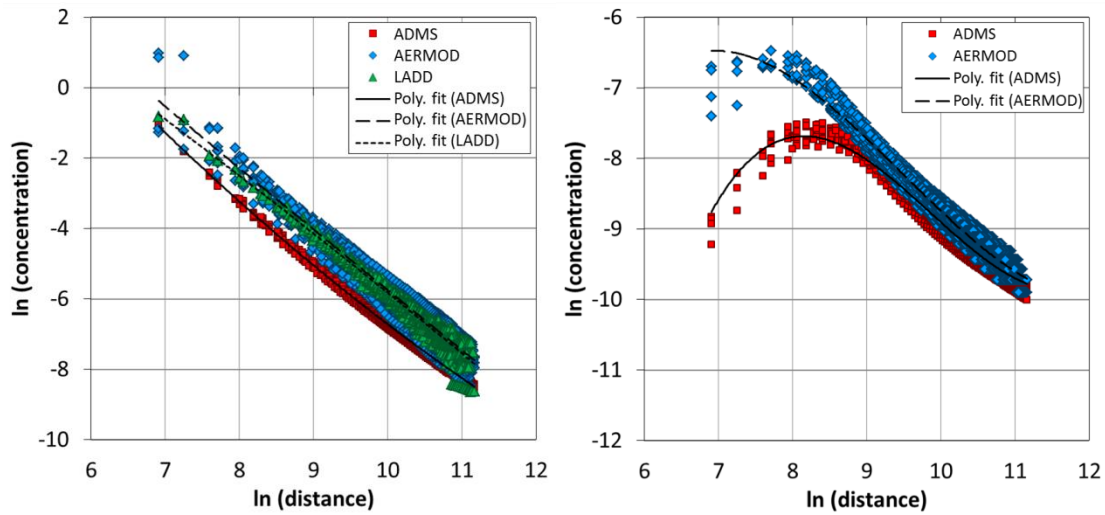 2
0
-2
-4
-6
-8
-10
6 7 8 9 10 11 12
ln (concentration)
ln (distance)
ADMS
AERMOD
LADD
Poly. fit (ADMS)
Poly. fit (AERMOD)
Poly. fit (LADD)
-6
-7
-8
-9
-10
-11
-12
6 7 8 9 10 11 12
ln (concentration)
ln (distance)
ADMS
AERMOD
Poly. fit (ADMS)
Poly. fit (AERMOD)